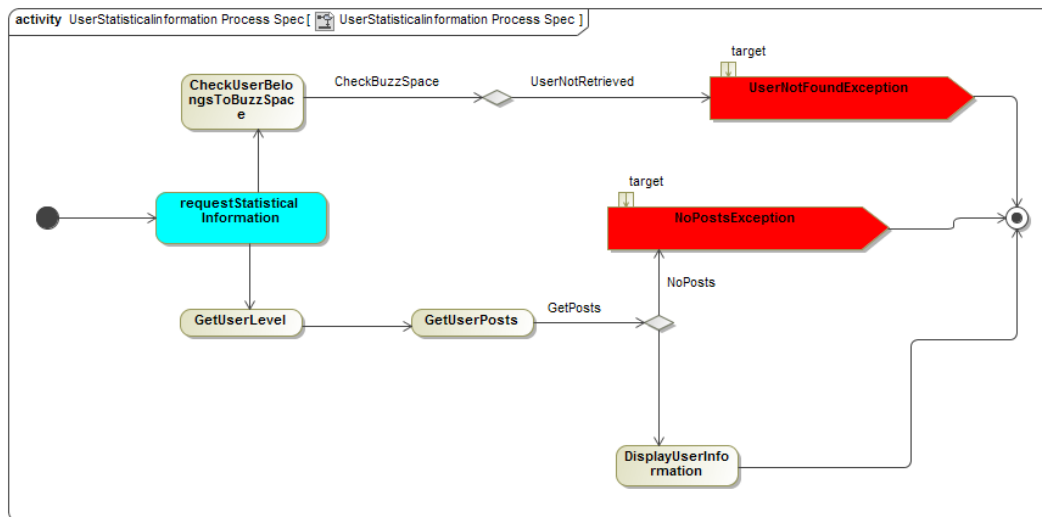 activity UserStatisticalinformation Process Spec [ UserStatisticalinformation Process Spec ]
target
CheckUserBelo
ngsToBuzzSpac
e
CheckBuzzSpace
UserNotRetrieved
UserNotFoundException
target
requestStatistical
Information
NoPostsException
NoPosts
GetUserLevel
GetUserPosts
GetPosts
DisplayUserInfo
rmation